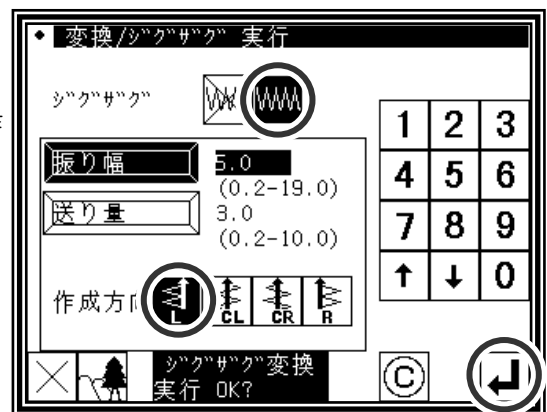 変換/ｼﾞｸﾞｻﾞｸﾞ 実行
ｼﾞｸﾞｻﾞｸﾞ
1 2 3
振り幅 5.0
(0.2-19.0)
4 5 6
送り量 3.0
(0.2-10.0)
7 8 9
↑ ↓ 0
作成方向 L CL CR R
ｼﾞｸﾞｻﾞｸﾞ変換
実行 OK?
©